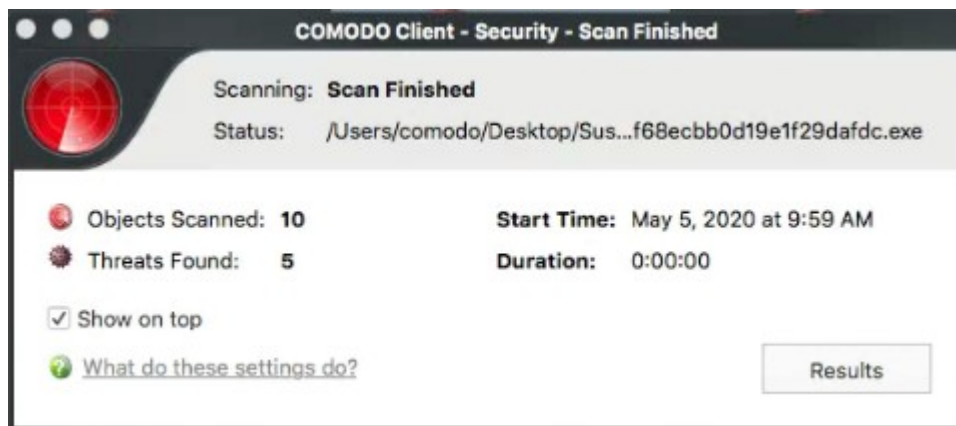 COMODO Client - Security - Scan Finished
Scanning: Scan Finished
Status: /Users/comodo/Desktop/Sus...f68ecbb0d19e1f29dafdc.exe
Objects Scanned: 10
Start Time: May 5, 2020 at 9:59 AM
Threats Found: 5
Duration: 0:00:00
Show on top
What do these settings do?
Results